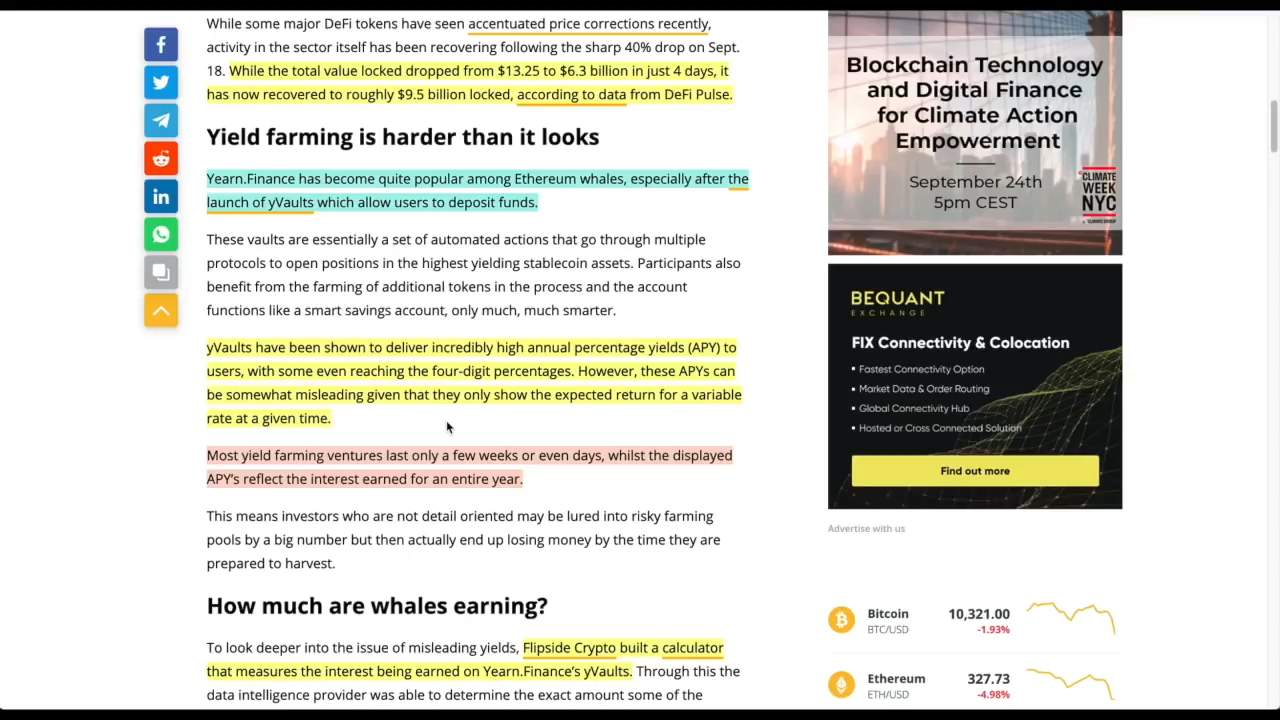 While some major DeFi tokens have seen accentuated price corrections recently,
activity in the sector itself has been recovering following the sharp 40% drop on Sept.
18. While the total value locked dropped from $13.25 to $6.3 billion in just 4 days, it
has now recovered to roughly $9.5 billion locked, according to data from DeFi Pulse.
Yield farming is harder than it looks
Yearn.Finance has become quite popular among Ethereum whales, especially after the
launch of yVaults which allow users to deposit funds.
These vaults are essentially a set of automated actions that go through multiple
protocols to open positions in the highest yielding stablecoin assets. Participants also
benefit from the farming of additional tokens in the process and the account
functions like a smart savings account, only much, much smarter.
yVaults have been shown to deliver incredibly high annual percentage yields (APY) to
users, with some even reaching the four-digit percentages. However, these APYs can
be somewhat misleading given that they only show the expected return for a variable
rate at a given time.
Most yield farming ventures last only a few weeks or even days, whilst the displayed
APY's reflect the interest earned for an entire year.
This means investors who are not detail oriented may be lured into risky farming
pools by a big number but then actually end up losing money by the time they are
prepared to harvest.
How much are whales earning?
To look deeper into the issue of misleading yields, Flipside Crypto built a calculator
that measures the interest being earned on Yearn.Finance's yVaults. Through this the
data intelligence provider was able to determine the exact amount some of the
Blockchain Technology
and Digital Finance
for Climate Action
Empowerment
September 24th
5pm CEST
CLIMATE
WEEK
NYC
BEQUANT
EXCHANGE
FIX Connectivity & Colocation
▪ Fastest Connectivity Option
▪ Market Data & Order Routing
▪ Global Connectivity Hub
▪ Hosted or Cross Connected Solution
Find out more
Advertise with us
Bitcoin 10,321.00
BTC/USD -1.93%
Ethereum 327.73
ETH/USD -4.98%